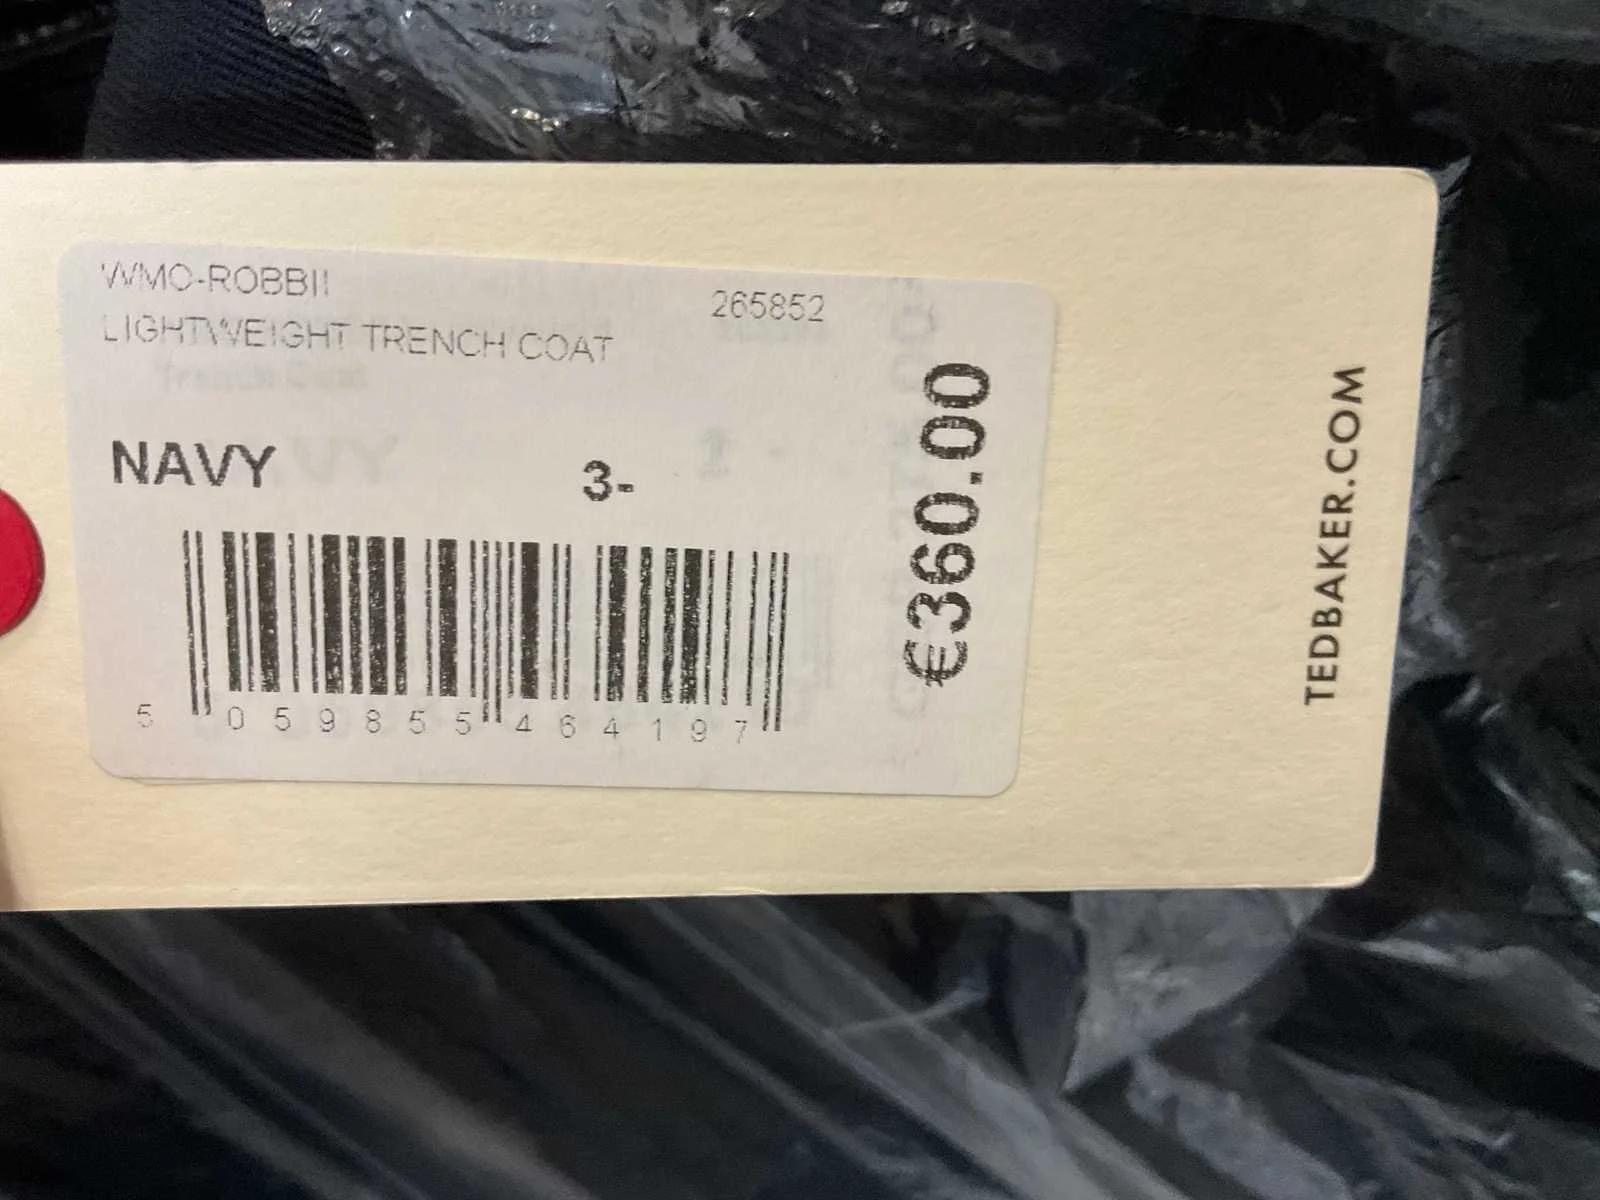 WMO-ROBBII
265852
LIGHTWEIGHT TRENCH COAT
NAVY
3-
€360.00
5 059855 464197
TEDBAKER.COM